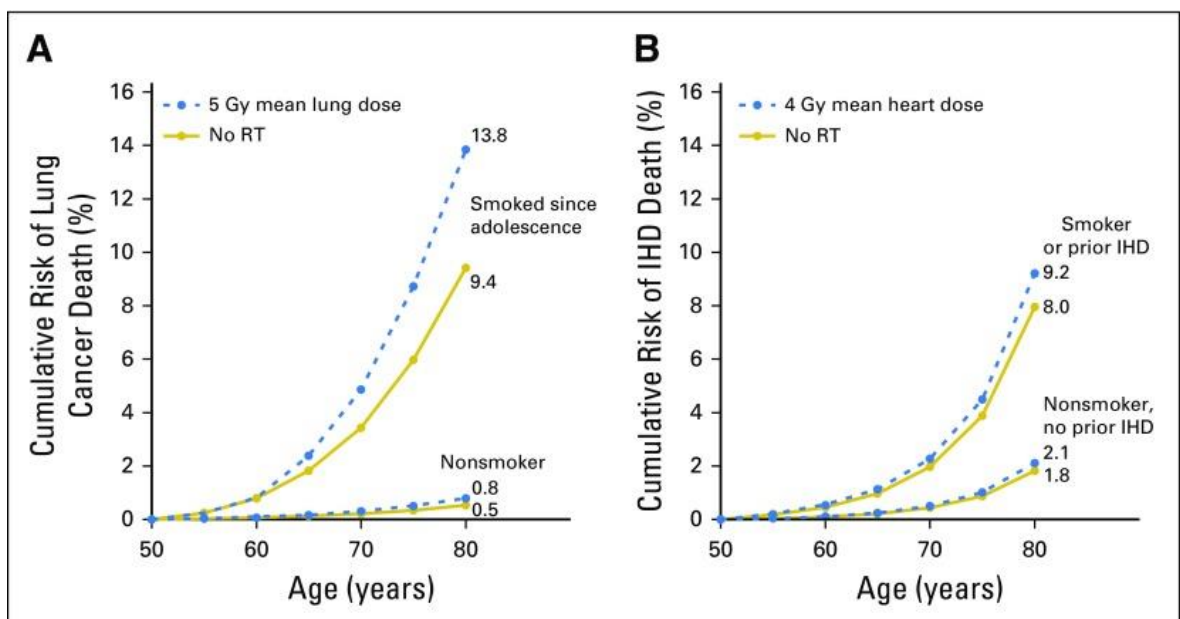 A
Cumulative Risk of Lung
Cancer Death (%)
16
14
12
10
8
6
4
2
0
5 Gy mean lung dose
No RT
13.8
Smoked since
adolescence
9.4
Nonsmoker
0.8
0.5
50
60
70
80
Age (years)
B
Cumulative Risk of IHD Death (%)
16
14
12
10
8
6
4
2
0
4 Gy mean heart dose
No RT
Smoker
or prior IHD
9.2
8.0
Nonsmoker,
no prior IHD
2.1
1.8
50
60
70
80
Age (years)